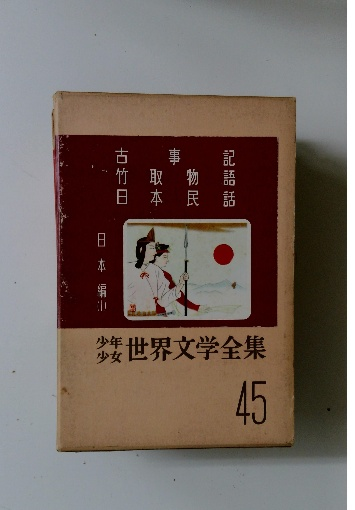 古事記
竹取物語
日本民話
日本編(1)
少年少女 世界文学全集
45